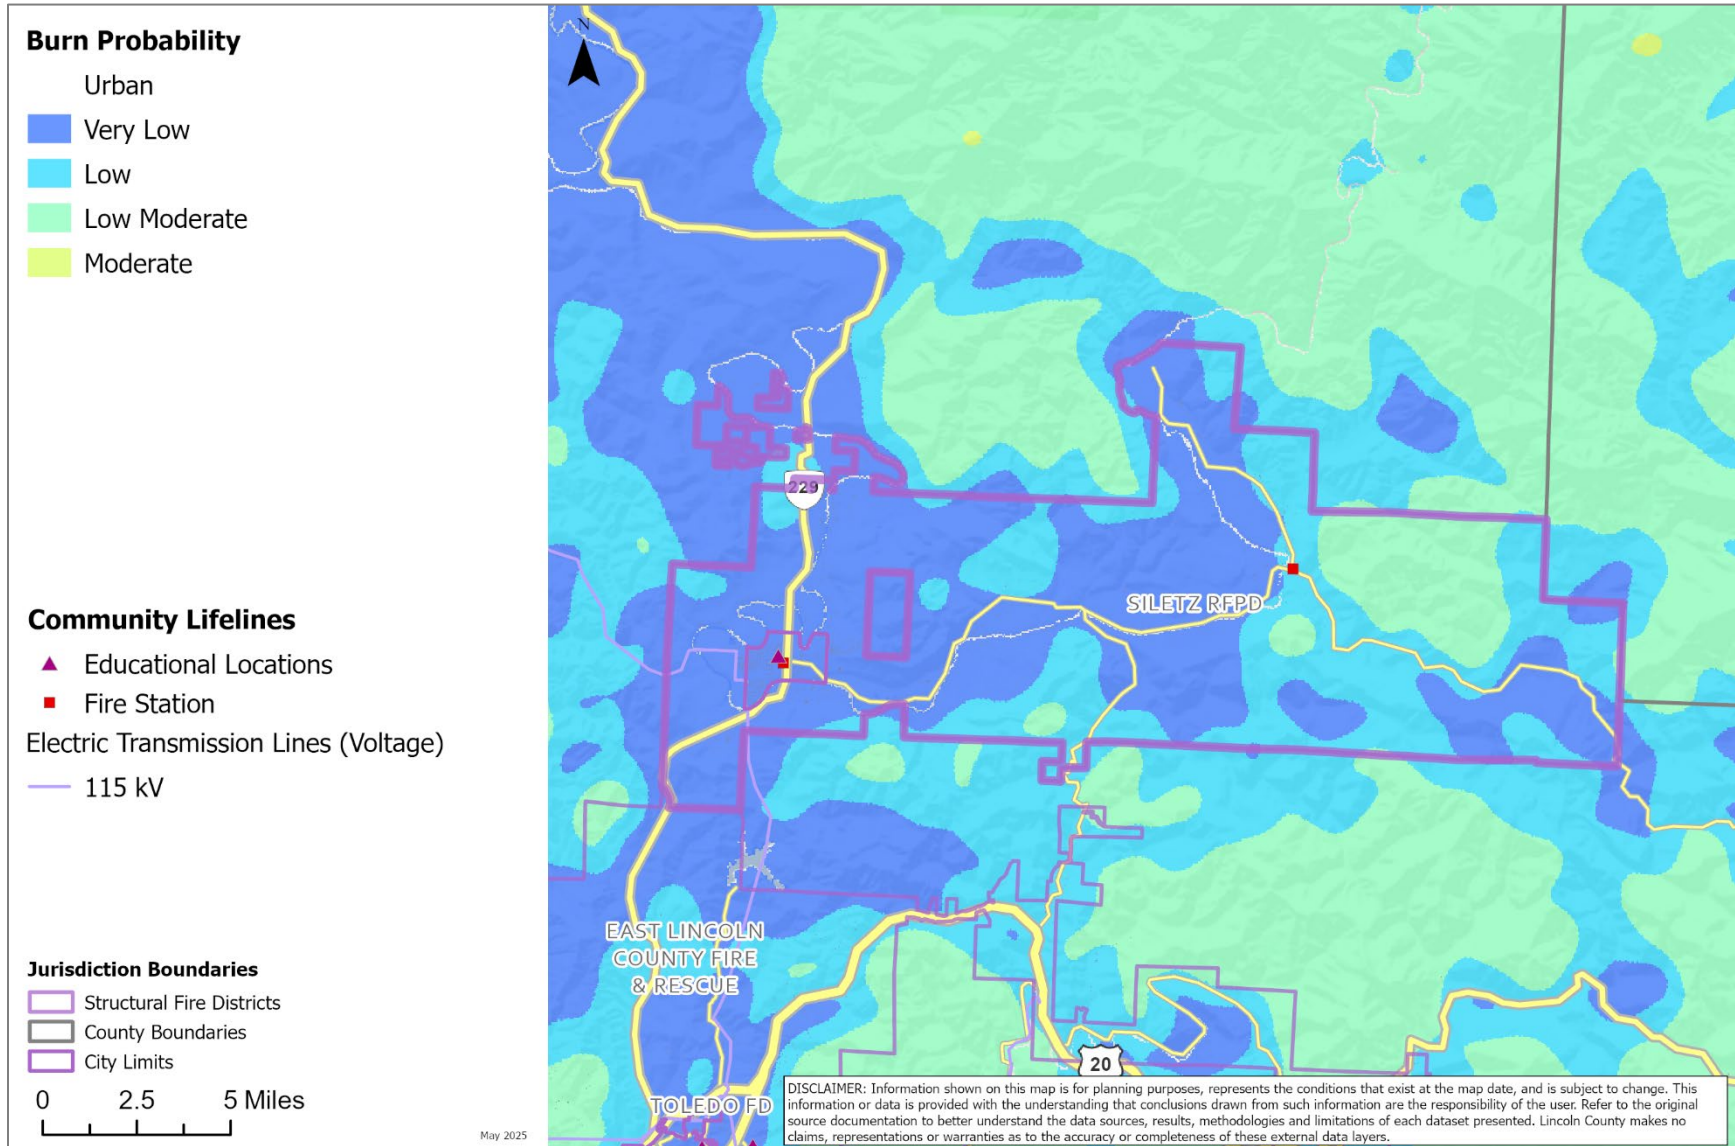 Burn Probability
Urban
Very Low
Low
Low Moderate
Moderate
Community Lifelines
Educational Locations
Fire Station
Electric Transmission Lines (Voltage)
115 kV
Jurisdiction Boundaries
Structural Fire Districts
County Boundaries
City Limits
0 2.5 5 Miles
May 2025
N
229
SILETZ RFPD
EAST LINCOLN
COUNTY FIRE
& RESCUE
20
TOLEDO FD
DISCLAIMER: Information shown on this map is for planning purposes, represents the conditions that exist at the map date, and is subject to change. This
information or data is provided with the understanding that conclusions drawn from such information are the responsibility of the user. Refer to the original
source documentation to better understand the data sources, results, methodologies and limitations of each dataset presented. Lincoln County makes no
claims, representations or warranties as to the accuracy or completeness of these external data layers.